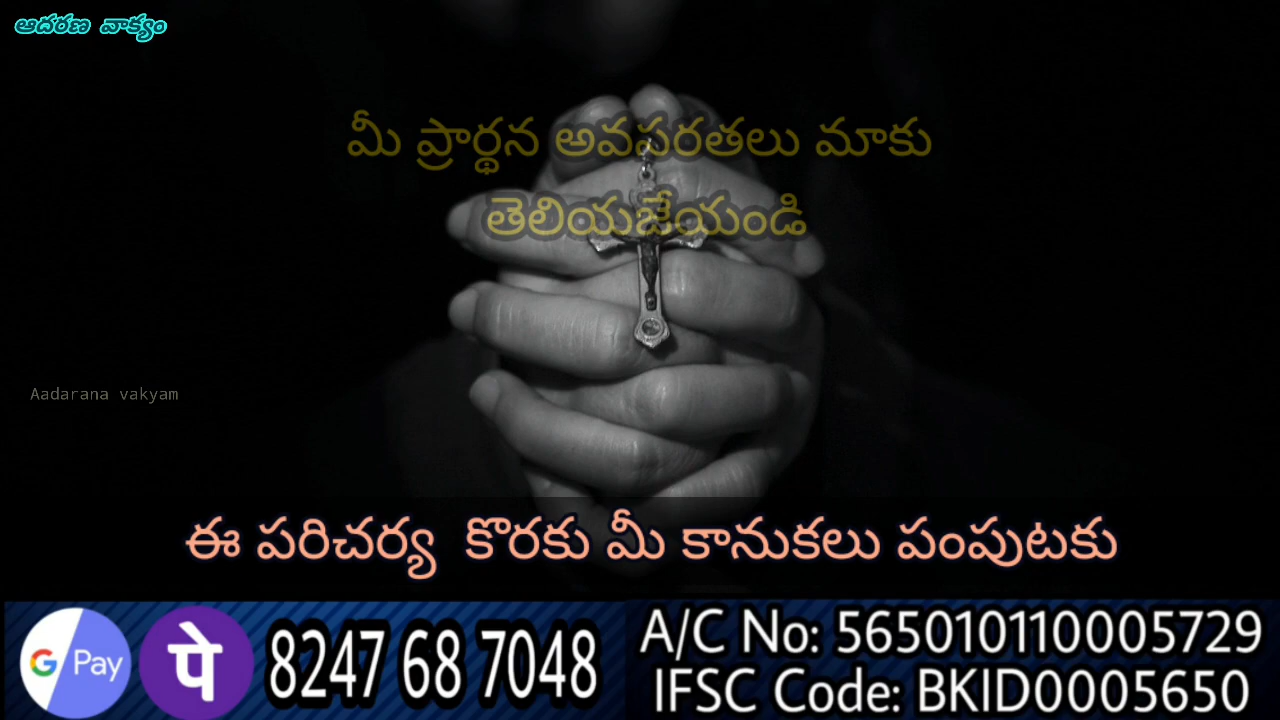 ఆదరణ వాక్యం
మీ ప్రార్థన అవసరతలు మాకు
తెలియజేయండి
Aadarana vakyam
ఈ పరిచర్య కొరకు మీ కానుకలు పంపుటకు
G Pay पे 8247 68 7048
A/C No: 565010110005729
IFSC Code: BKID0005650